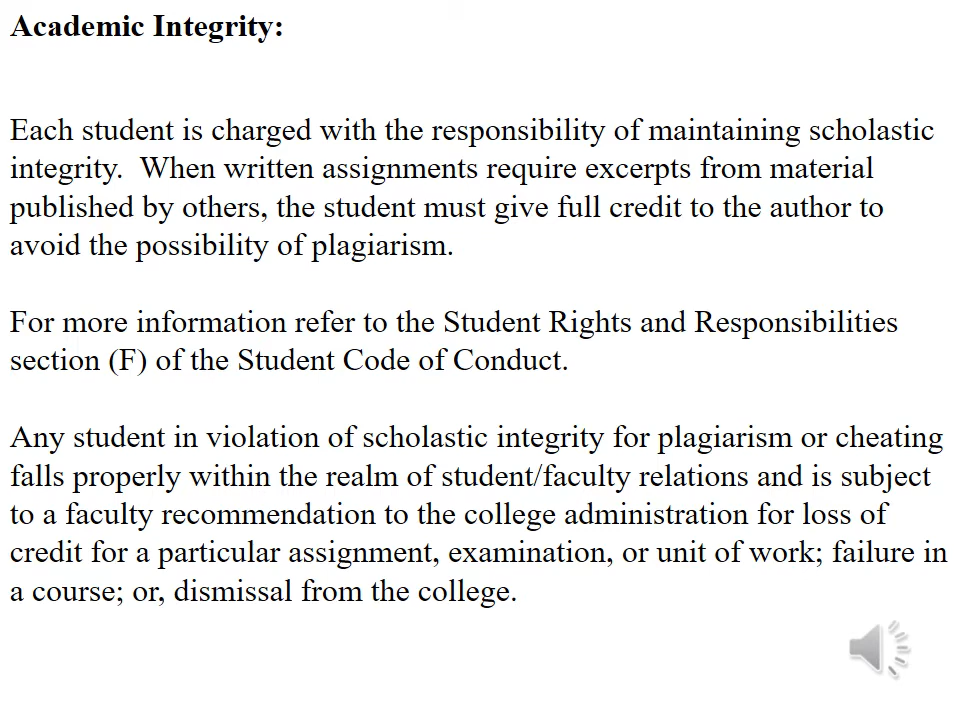 Academic Integrity:
Each student is charged with the responsibility of maintaining scholastic
integrity.  When written assignments require excerpts from material
published by others, the student must give full credit to the author to
avoid the possibility of plagiarism.
For more information refer to the Student Rights and Responsibilities
section (F) of the Student Code of Conduct.
Any student in violation of scholastic integrity for plagiarism or cheating
falls properly within the realm of student/faculty relations and is subject
to a faculty recommendation to the college administration for loss of
credit for a particular assignment, examination, or unit of work; failure in
a course; or, dismissal from the college.